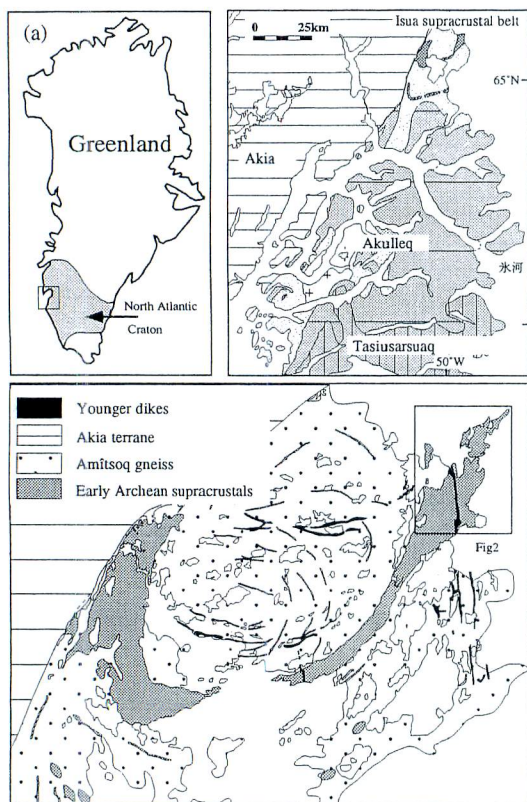 (a)
Greenland
North Atlantic
Craton
0 25km
Isua supracrustal belt
65°N
Akia
Akulleq
氷河
Tasiusarsuaq
50°W
Younger dikes
Akia terrane
Amîtsoq gneiss
Early Archean supracrustals
Fig2